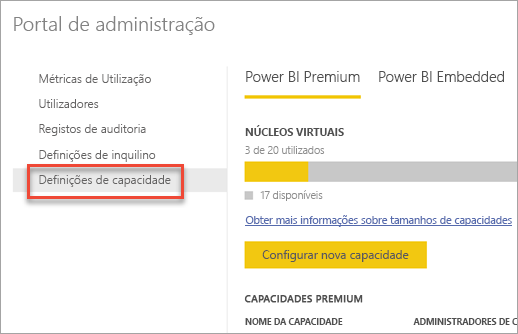 Portal de administração
Métricas de Utilização
Utilizadores
Registos de auditoria
Definições de inquilino
Definições de capacidade
Power BI Premium Power BI Embedded
NÚCLEOS VIRTUAIS
3 de 20 utilizados
17 disponíveis
Obter mais informações sobre tamanhos de capacidades
Configurar nova capacidade
CAPACIDADES PREMIUM
NOME DA CAPACIDADE ADMINISTRADORES DE C